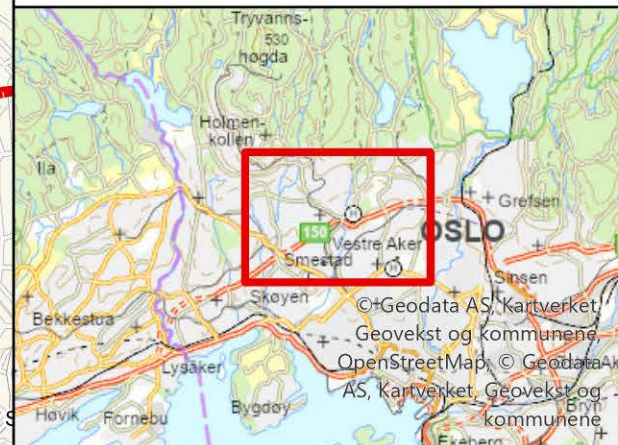 Tryvanns-
530
høgda
Holmen-
kollen
Ila
Grefsen
H
150
OSLO
Vestre Aker
Smestad
H
Sinsen
Skøyen
Bekkestua
© Geodata AS, Kartverket,
Geovekst og kommunene,
OpenStreetMap, © Geodata
AS, Kartverket, Geovekst og
kommunene
Lysaker
Høvik
Fornebu
Bygdøy
Bryn
Ekeberg
S